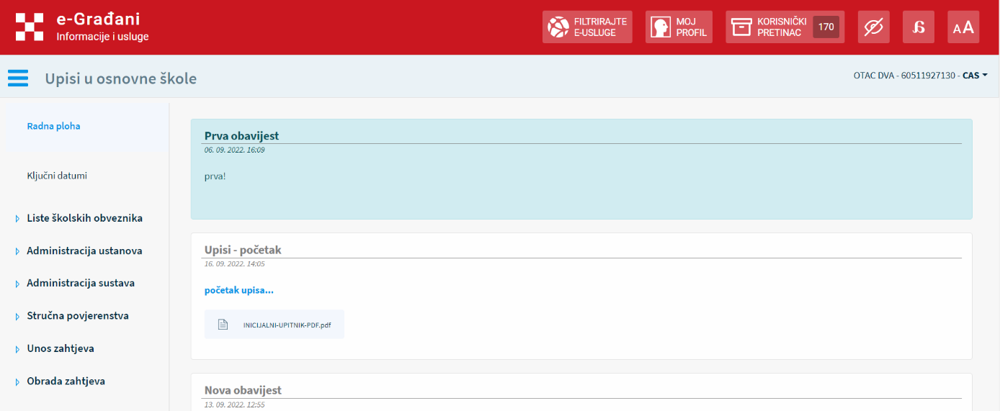 e-Građani
Informacije i usluge
FILTRIRAJTE
E-USLUGE
MOJ
PROFIL
KORISNIČKI
PRETINAC
170
a
AA
Upisi u osnovne škole
OTAC DVA - 60511927130 - CAS
Radna ploha
Ključni datumi
Liste školskih obveznika
Administracija ustanova
Administracija sustava
Stručna povjerenstva
Unos zahtjeva
Obrada zahtjeva
Prva obavijest
06. 09. 2022. 16:09
prva!
Upisi - početak
16. 09. 2022. 14:05
početak upisa...
INICIJALNI-UPITNIK-PDF.pdf
Nova obavijest
13. 09. 2022. 12:55